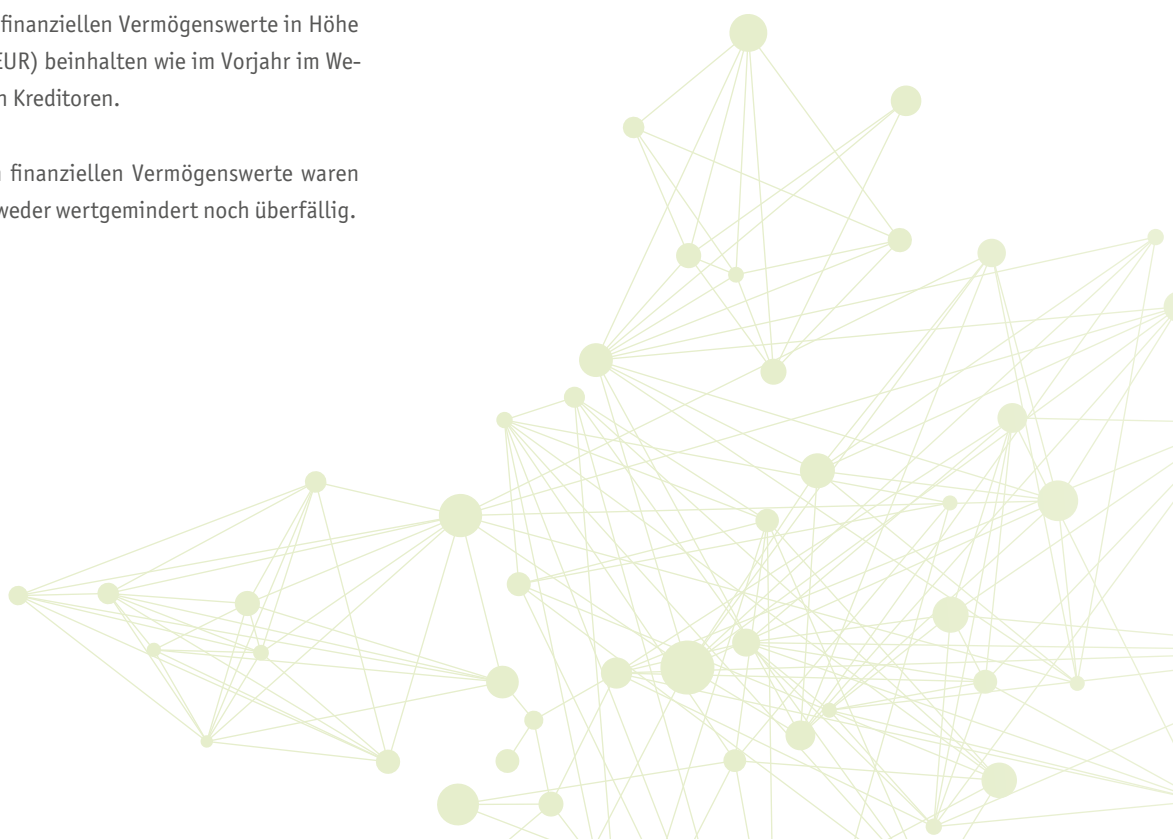 finanziellen Vermögenswerte in Höhe
EUR) beinhalten wie im Vorjahr im We-
n Kreditoren.
n finanziellen Vermögenswerte waren
weder wertgemindert noch überfällig.